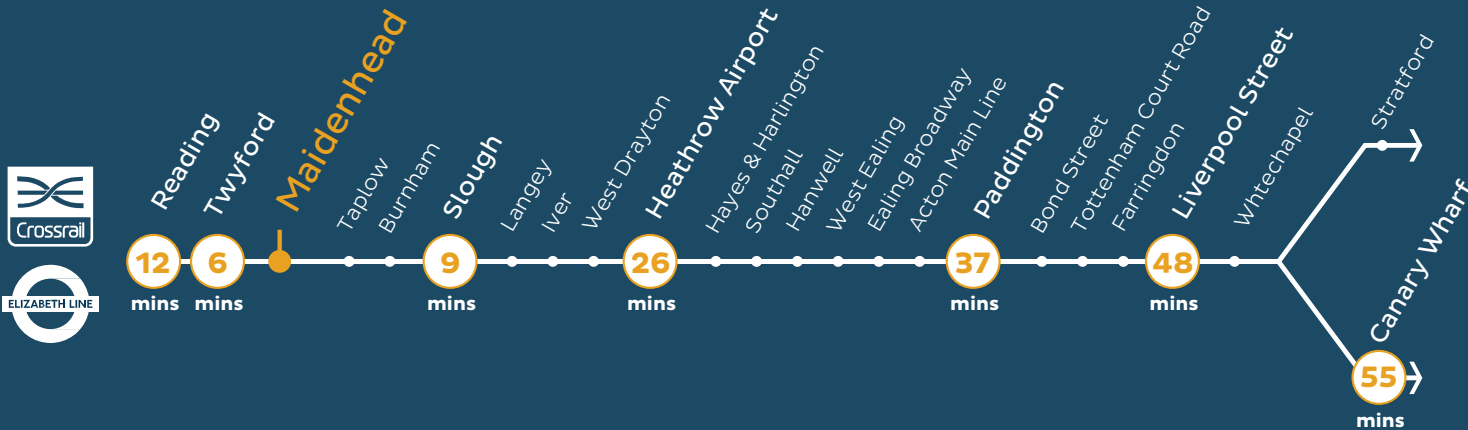 Crossrail
ELIZABETH LINE
Reading
12
mins
Twyford
6
mins
Maidenhead
Taplow
Burnham
Slough
9
mins
Langey
Iver
West Drayton
Heathrow Airport
26
mins
Hayes & Harlington
Southall
Hanwell
West Ealing
Ealing Broadway
Acton Main Line
Paddington
37
mins
Bond Street
Tottenham Court Road
Farringdon
Liverpool Street
48
mins
Whtechapel
Stratford
Canary Wharf
55
mins